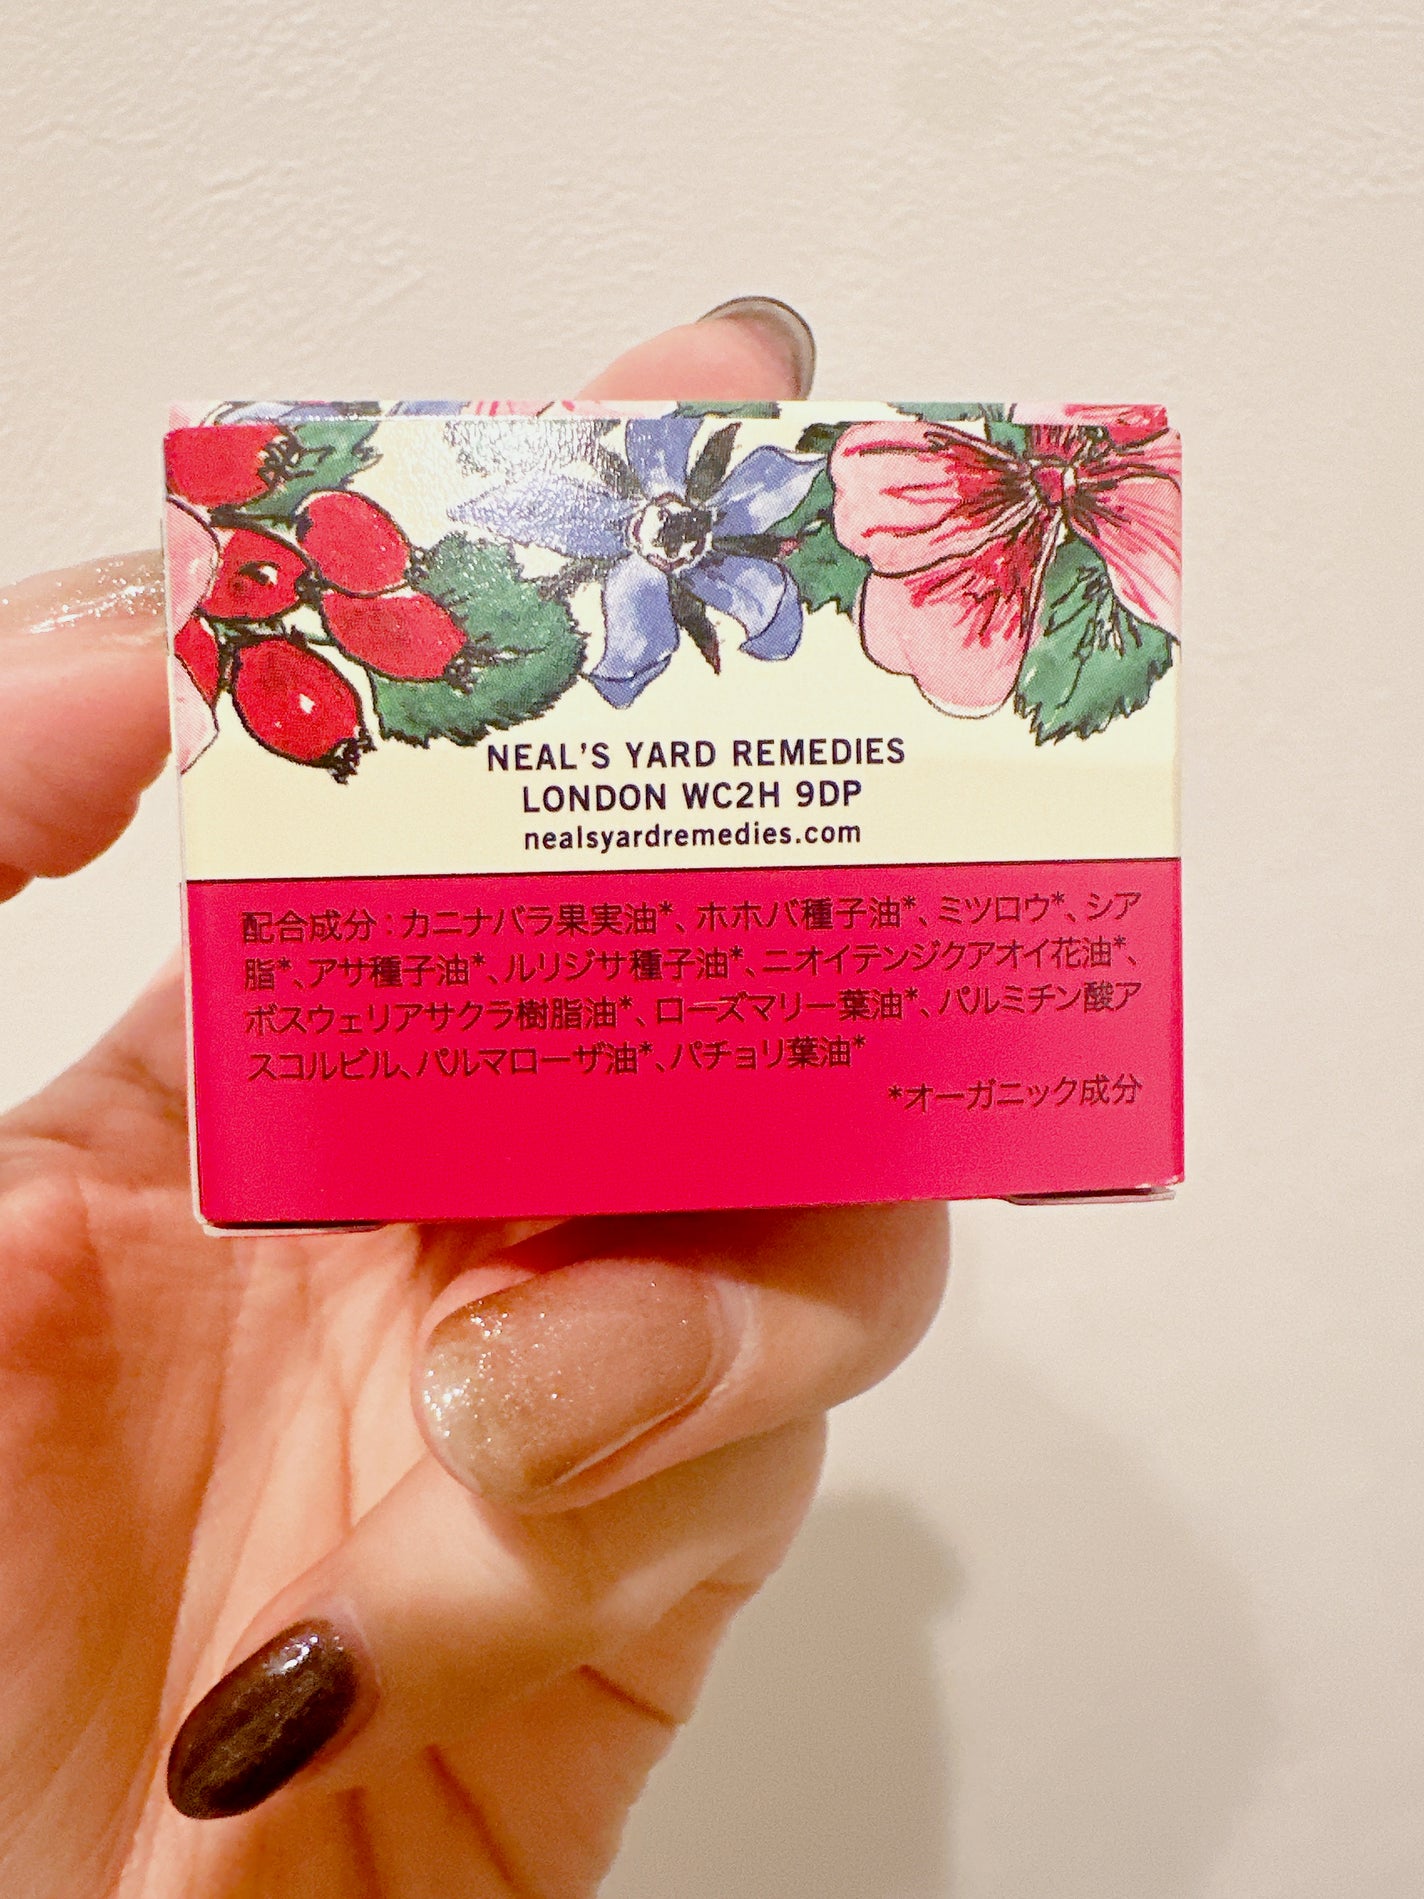 NEAL'S YARD REMEDIES
LONDON WC2H 9DP
nealsyardremedies.com
配合成分:カニナバラ果実油*、ホホバ種子油*、ミツロウ*、シア
脂*、アサ種子油*、ルリジサ種子油*、ニオイテンジクアオイ花油*、
ボスウェリアサクラ樹脂油*、ローズマリー葉油*、パルミチン酸ア
スコルビル、パルマローザ油*、パチョリ葉油*
*オーガニック成分